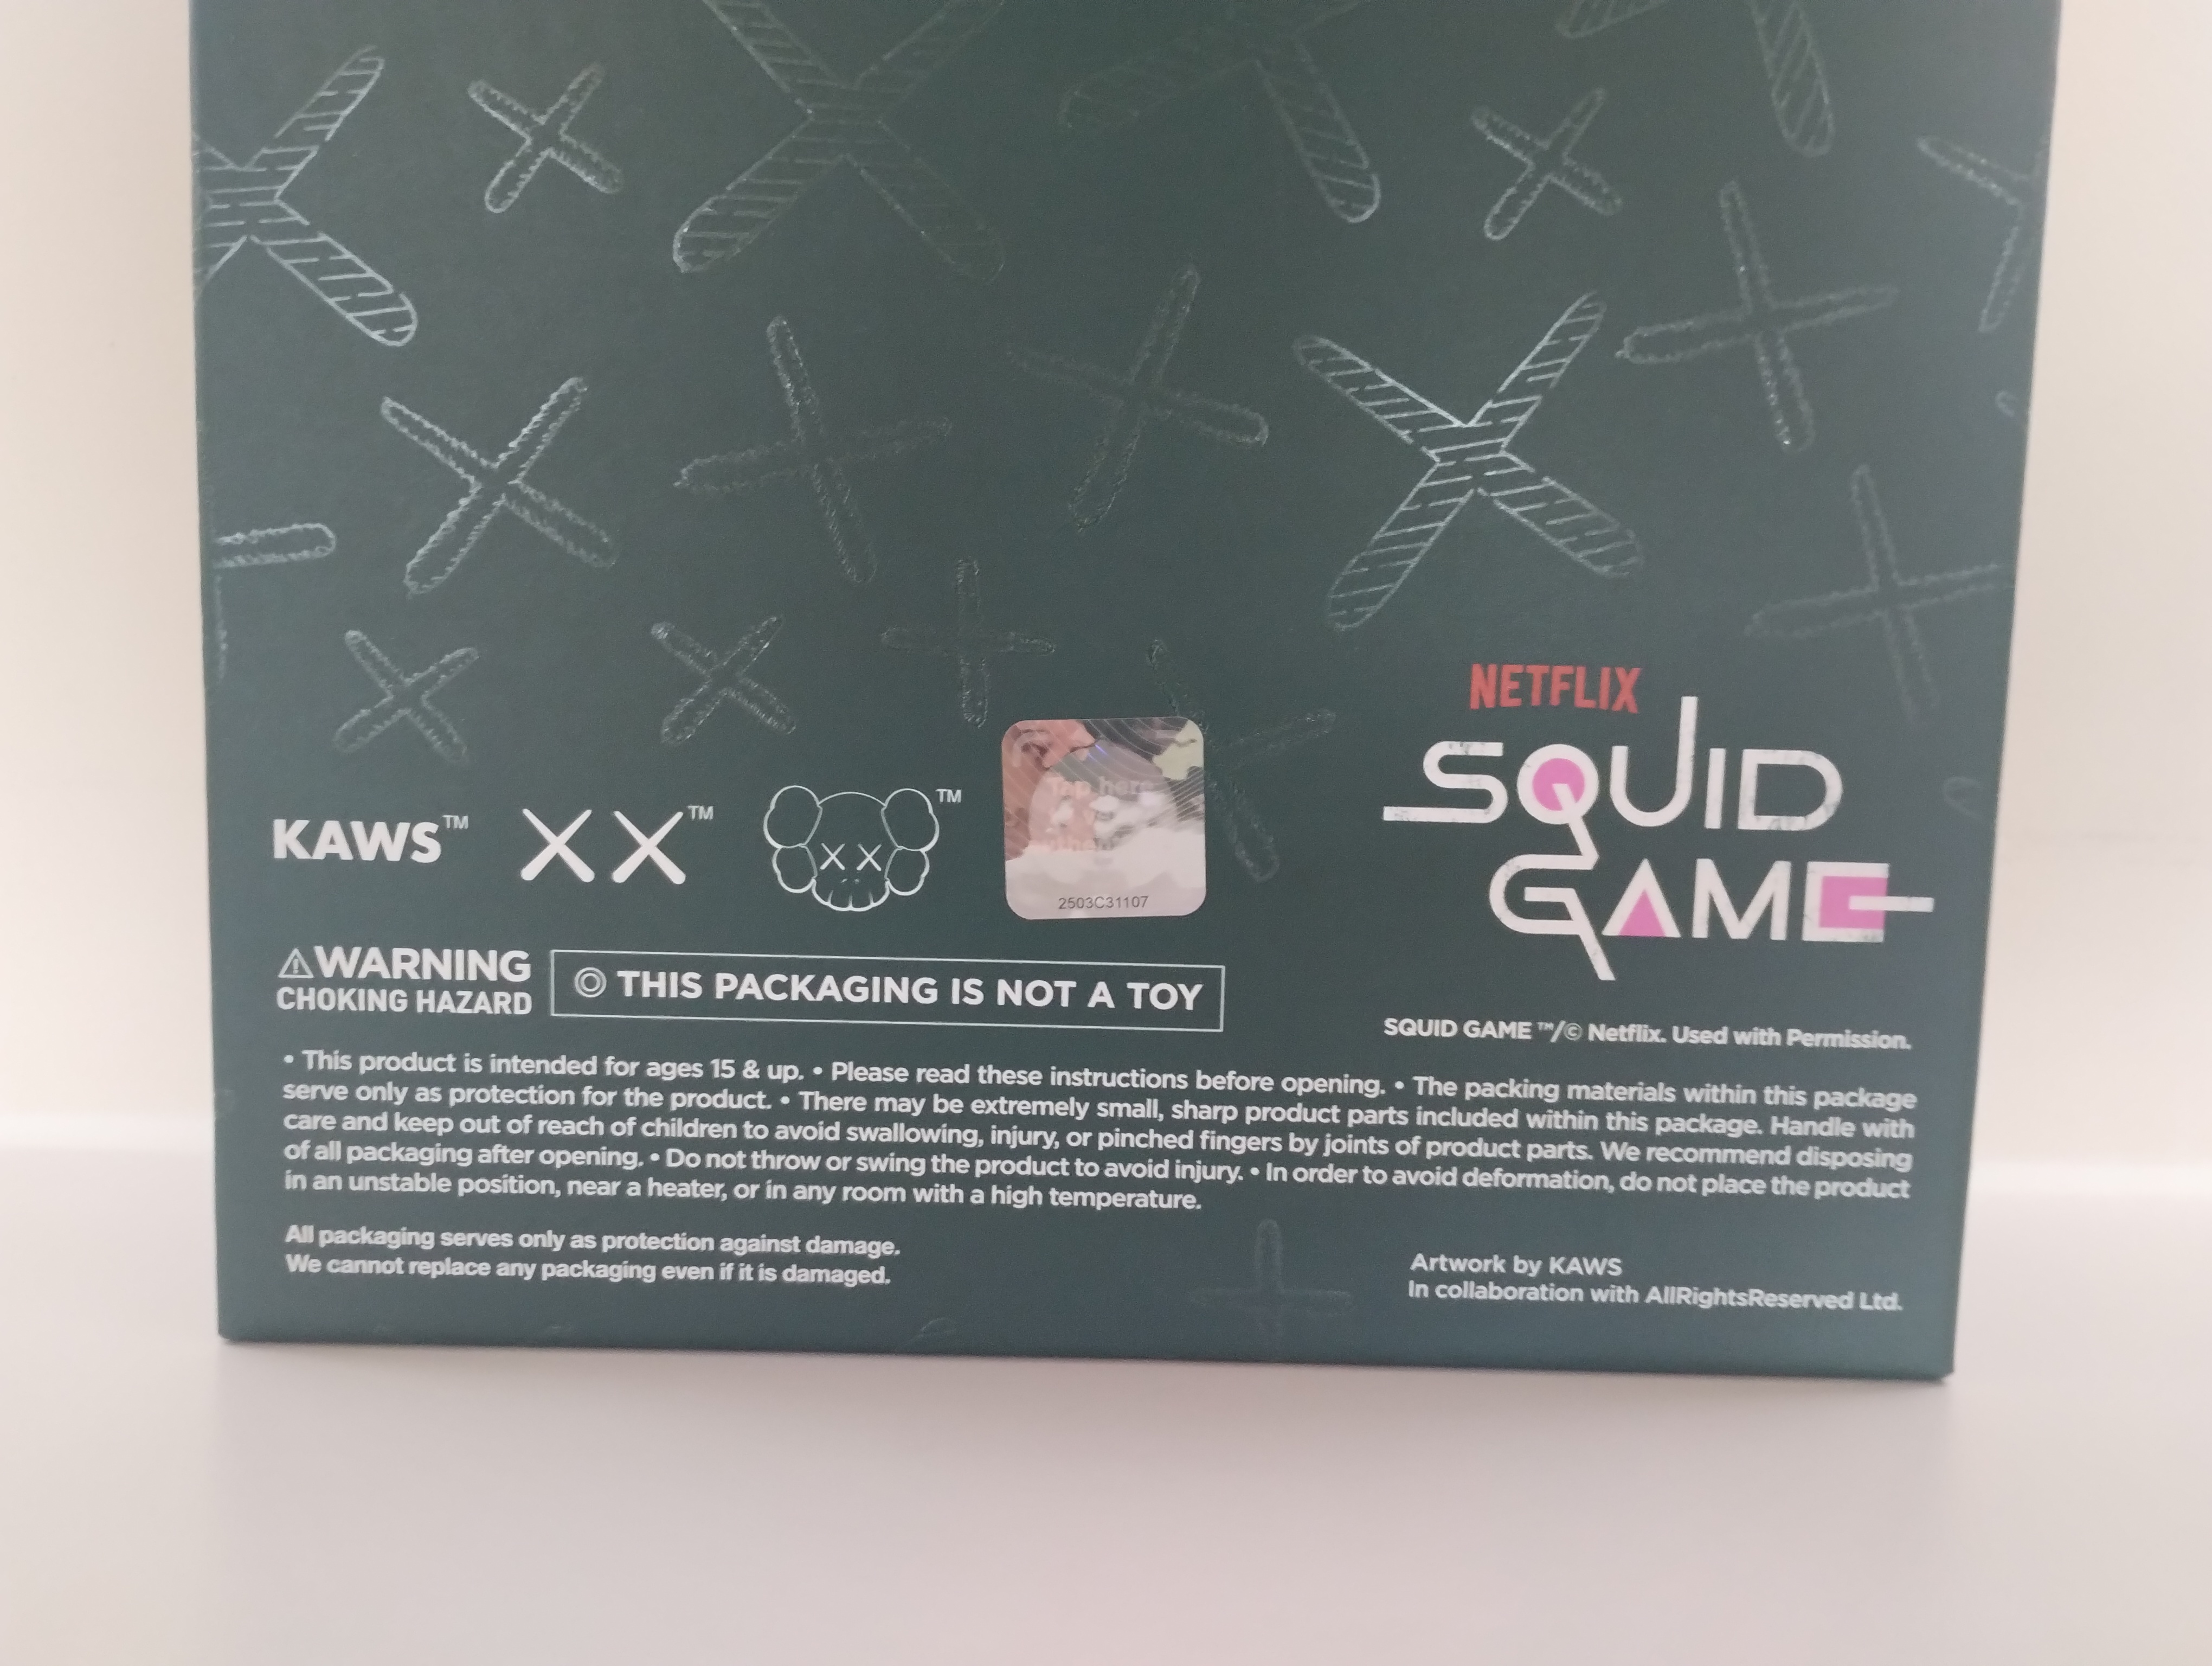 NETFLIX
SQUID
GAME
KAWS™ XX™ ™
Tap here
2503C31107
⚠WARNING
CHOKING HAZARD
THIS PACKAGING IS NOT A TOY
SQUID GAME ™/© Netflix. Used with Permission.
• This product is intended for ages 15 & up. • Please read these instructions before opening. • The packing materials within this package
serve only as protection for the product. • There may be extremely small, sharp product parts included within this package. Handle with
care and keep out of reach of children to avoid swallowing, injury, or pinched fingers by joints of product parts. We recommend disposing
of all packaging after opening. • Do not throw or swing the product to avoid injury. • In order to avoid deformation, do not place the product
in an unstable position, near a heater, or in any room with a high temperature.
All packaging serves only as protection against damage.
We cannot replace any packaging even if it is damaged.
Artwork by KAWS
In collaboration with AllRightsReserved Ltd.